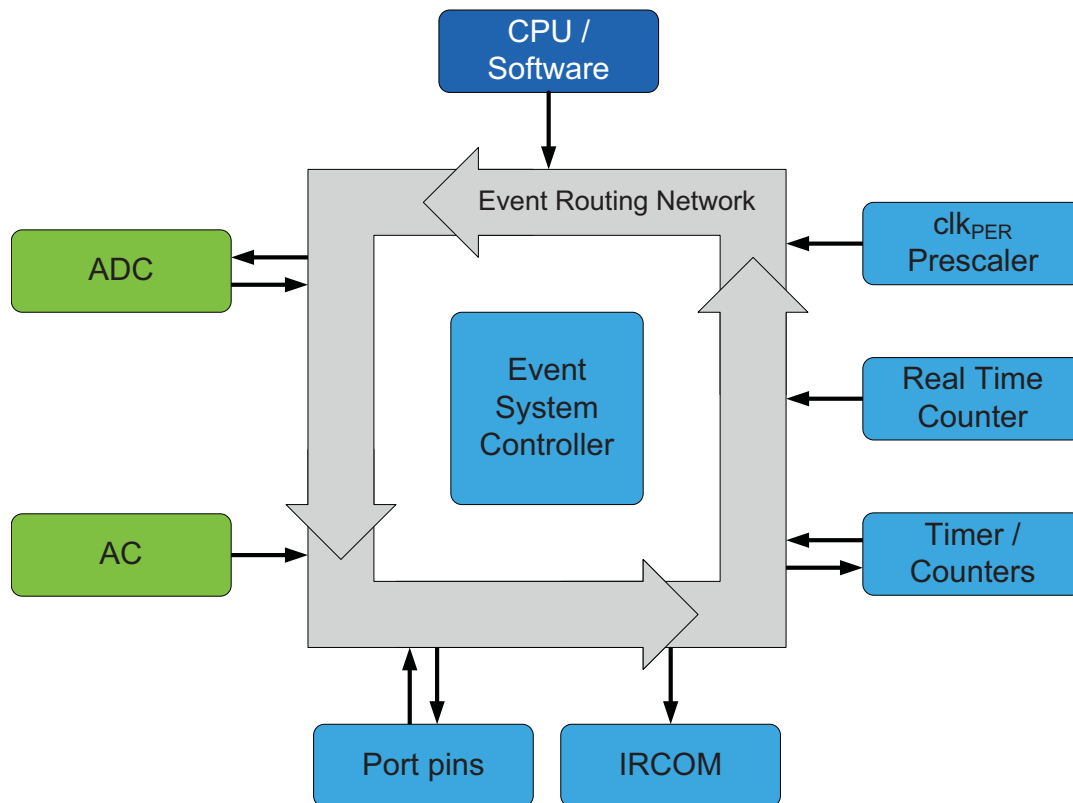 CPU /
Software
Event Routing Network
ADC
clkPER
Prescaler
Event
System
Controller
Real Time
Counter
AC
Timer /
Counters
Port pins
IRCOM